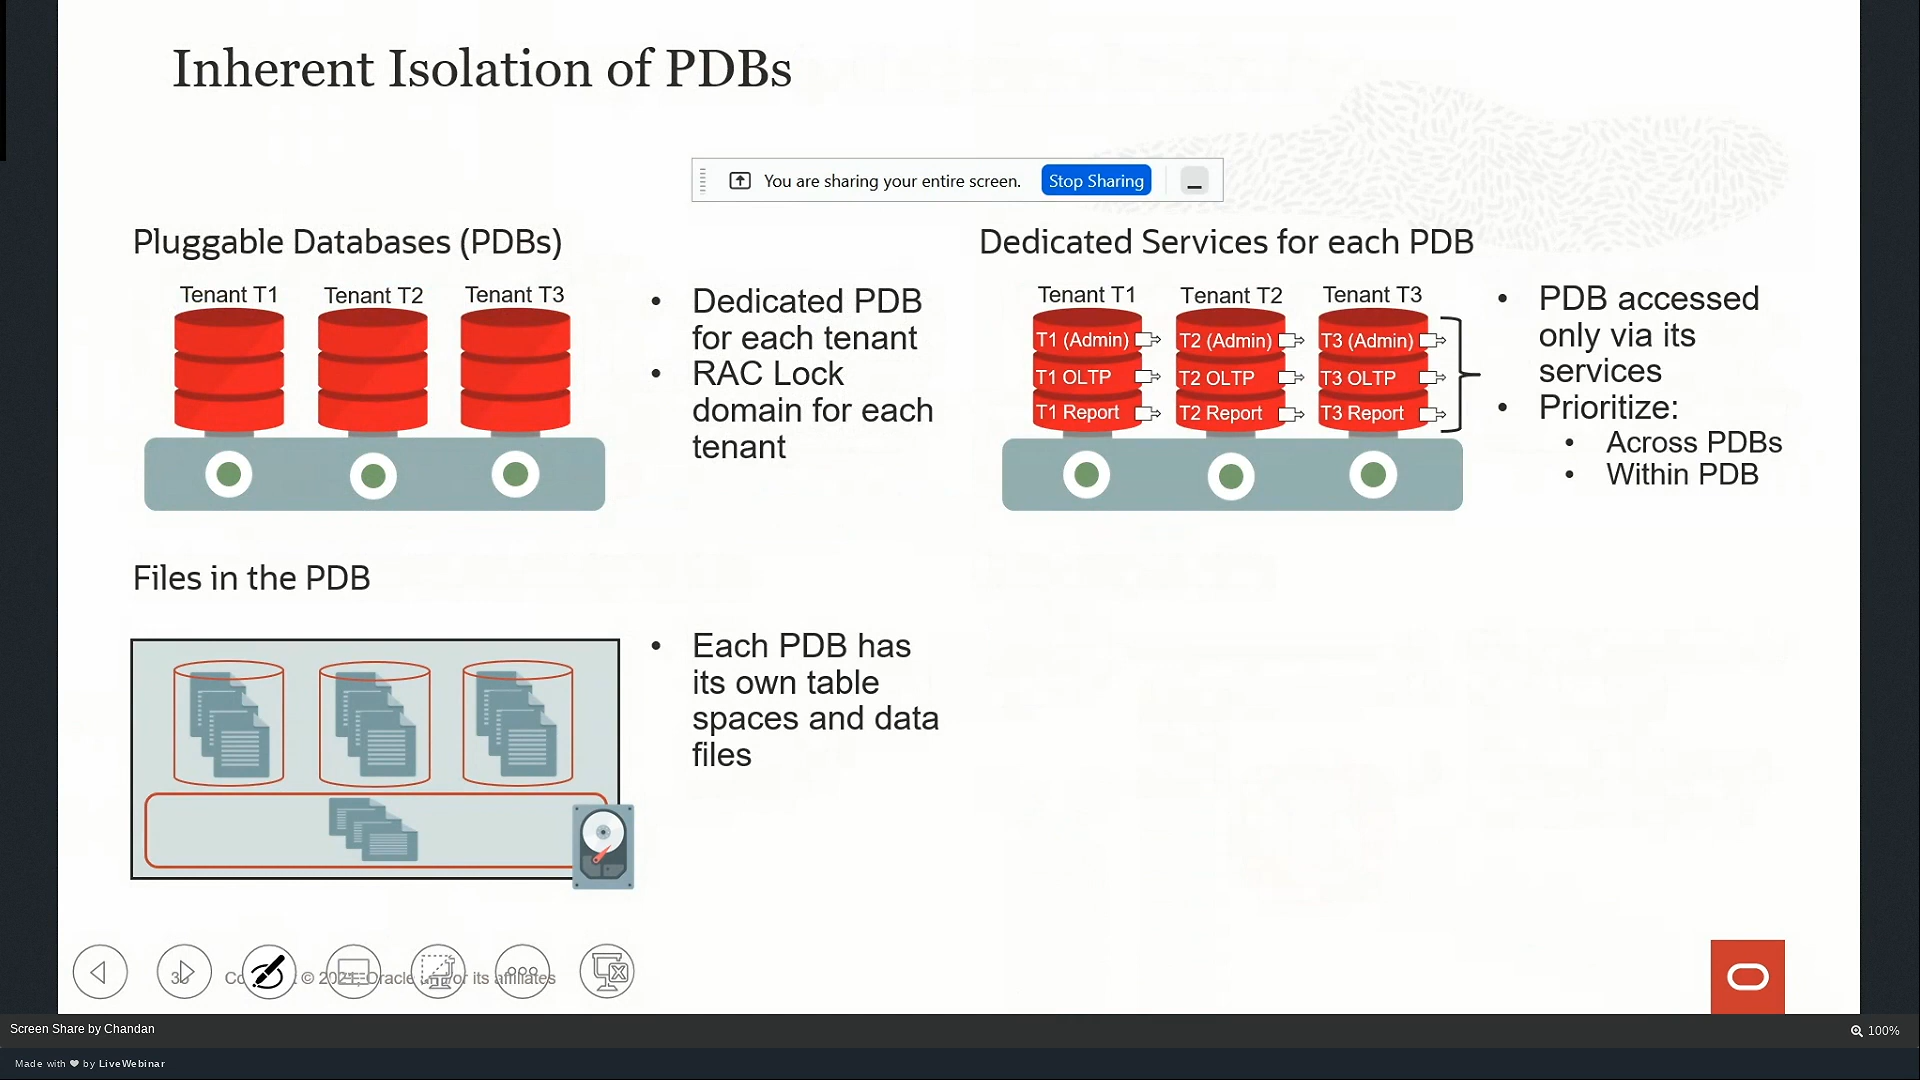 Inherent Isolation of PDBs
You are sharing your entire screen.
Stop Sharing
Pluggable Databases (PDBs)
Tenant T1
Tenant T2
Tenant T3
• Dedicated PDB
for each tenant
• RAC Lock
domain for each
tenant
Dedicated Services for each PDB
Tenant T1
Tenant T2
Tenant T3
T1 (Admin)
T2 (Admin)
T3 (Admin)
T1 OLTP
T2 OLTP
T3 OLTP
T1 Report
T2 Report
T3 Report
• PDB accessed
only via its
services
• Prioritize:
• Across PDBs
• Within PDB
Files in the PDB
• Each PDB has
its own table
spaces and data
files
© 2021, Oracle its affiliates
Screen Share by Chandan
100%
Made with ♥ by LiveWebinar